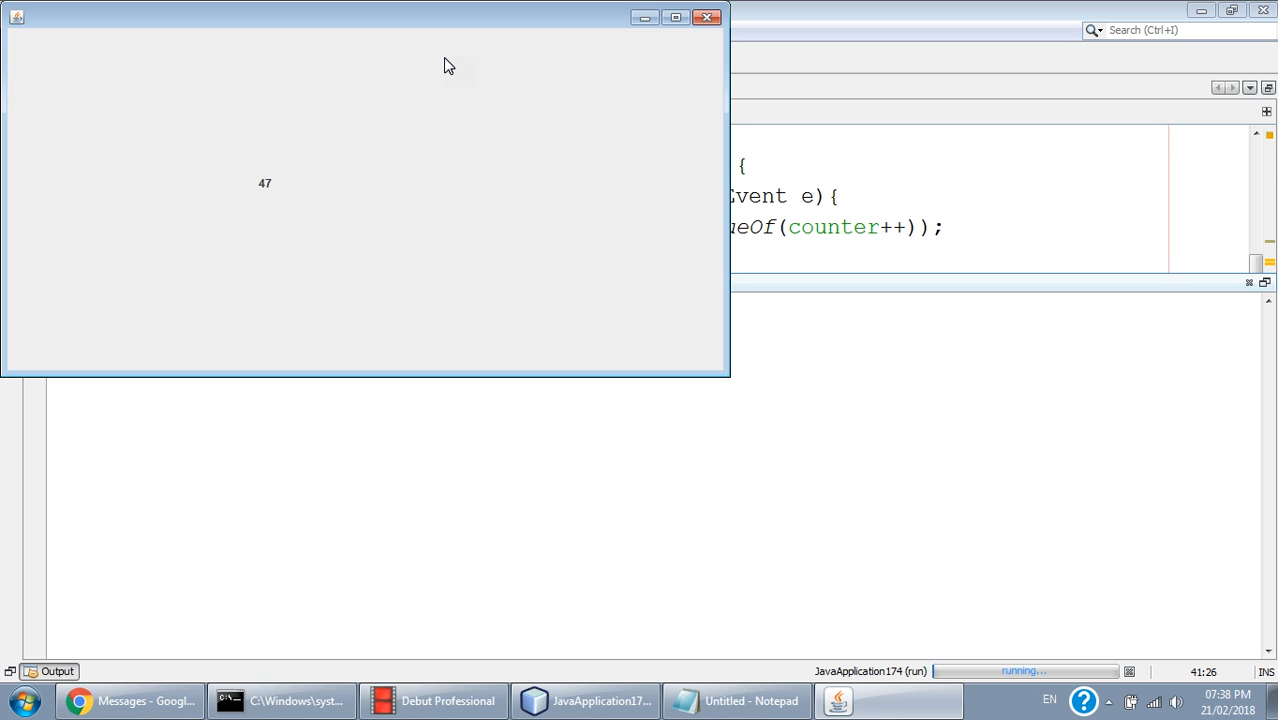 Search (Ctrl+I)
47
{
Event e){
ueOf(counter++));
Output
JavaApplication174 (run)
running...
41:26
INS
Messages - Googl...
C:\Windows\syst...
Debut Professional
JavaApplication17...
Untitled - Notepad
EN
07:38 PM
21/02/2018